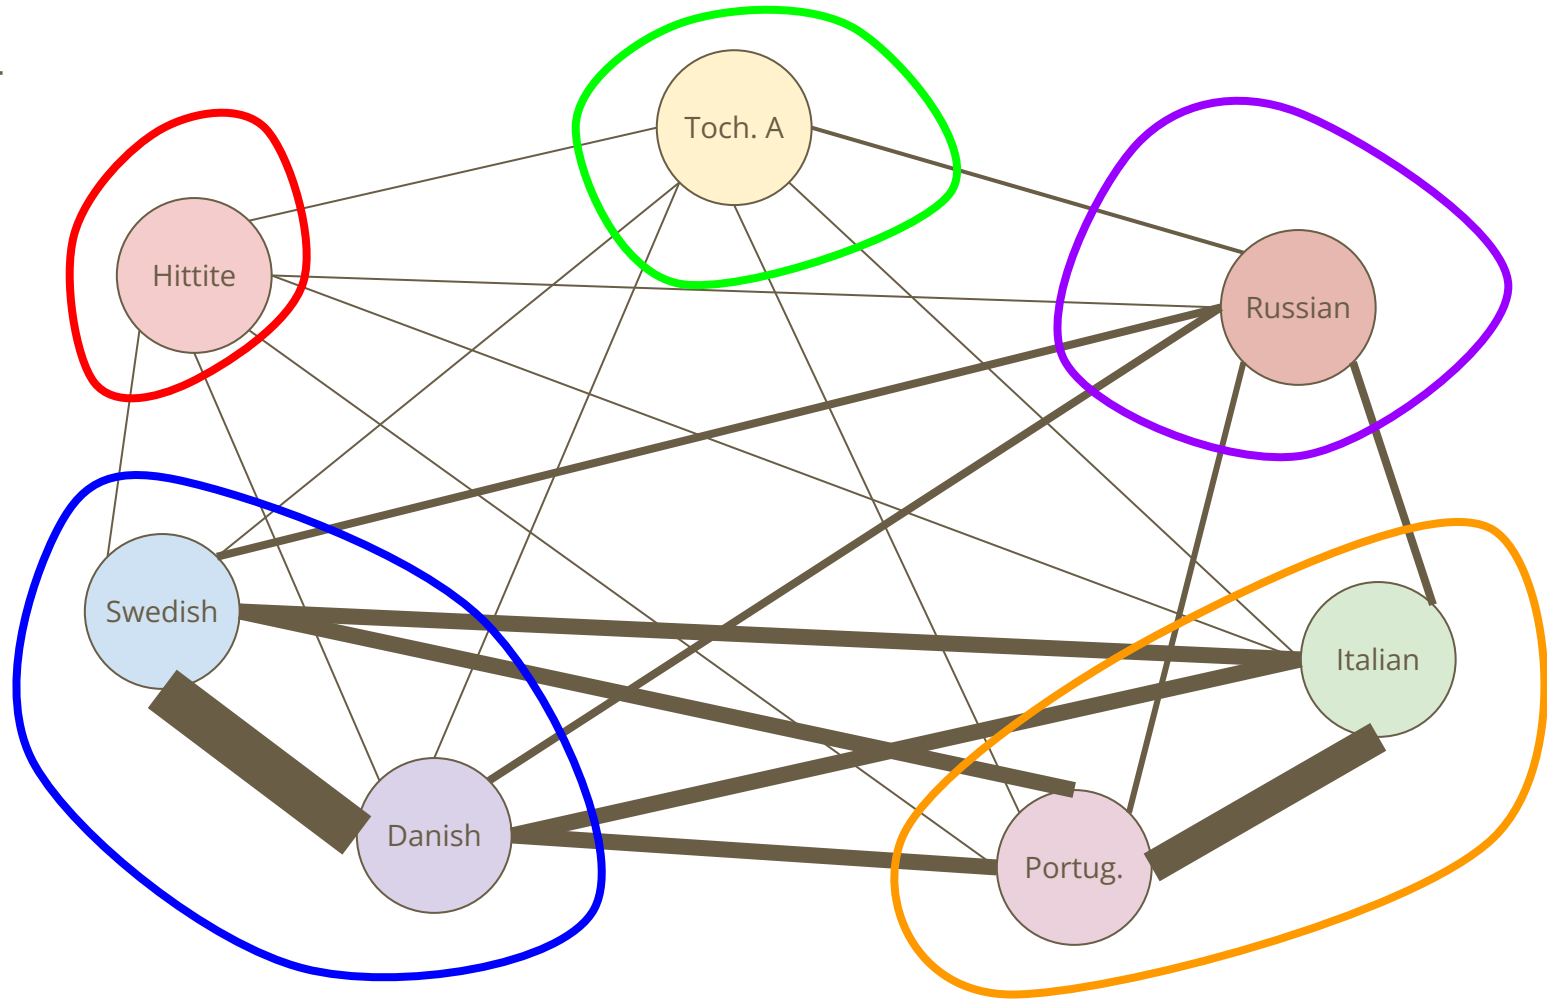 Toch. A
Hittite
Russian
Swedish
Italian
Danish
Portug.